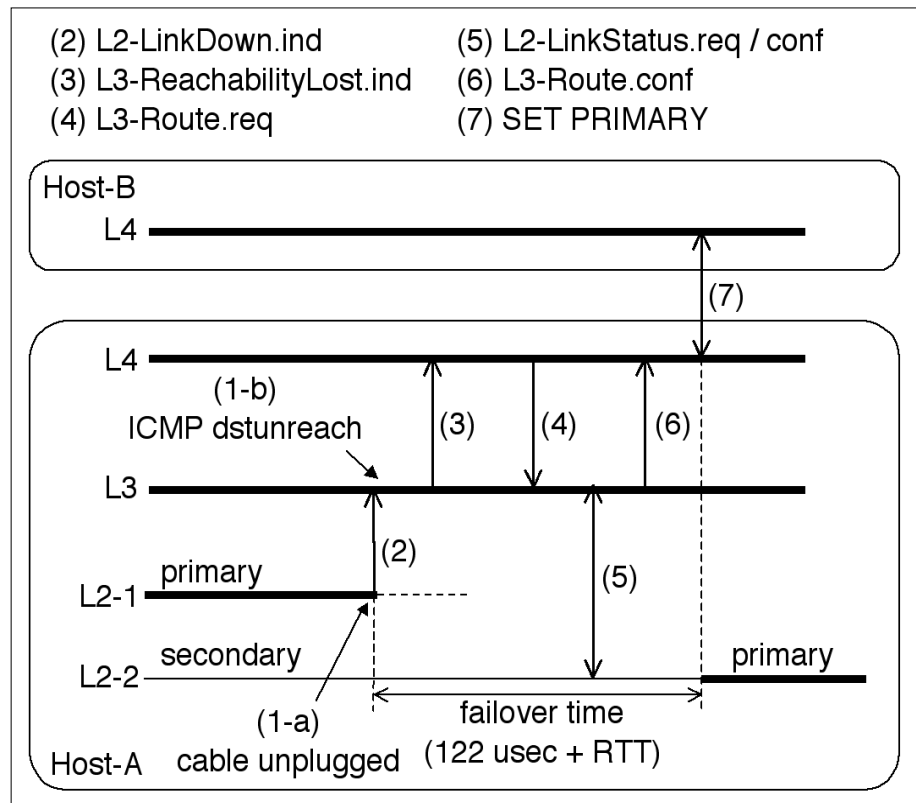 (2) L2-LinkDown.ind
(3) L3-ReachabilityLost.ind
(4) L3-Route.req
(5) L2-LinkStatus.req / conf
(6) L3-Route.conf
(7) SET PRIMARY
Host-B
L4
(7)
L4
(1-b)
ICMP dstunreach
(3)
(4)
(6)
L3
(2)
(5)
primary
L2-1
secondary
primary
L2-2
(1-a)
cable unplugged
failover time
(122 usec + RTT)
Host-A